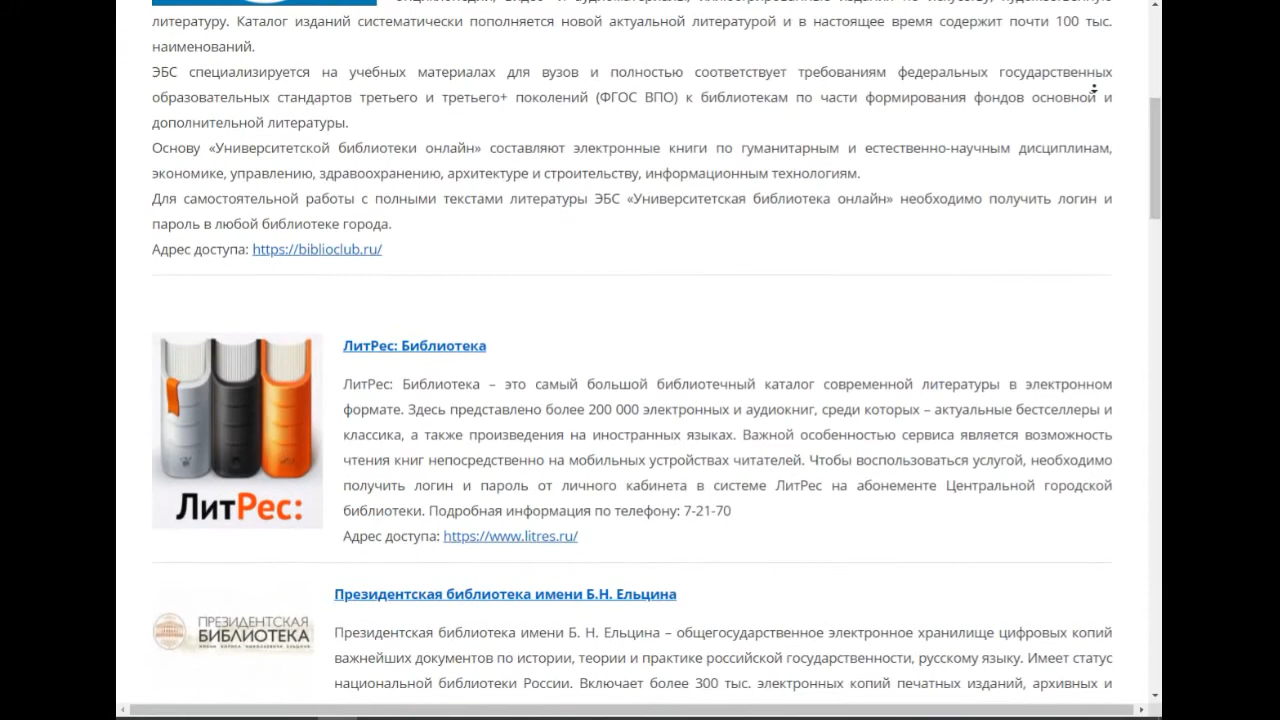 литературу. Каталог изданий систематически пополняется новой актуальной литературой и в настоящее время содержит почти 100 тыс.
наименований.
ЭБС специализируется на учебных материалах для вузов и полностью соответствует требованиям федеральных государственных
образовательных стандартов третьего и третьего+ поколений (ФГОС ВПО) к библиотекам по части формирования фондов основной и
дополнительной литературы.
Основу «Университетской библиотеки онлайн» составляют электронные книги по гуманитарным и естественно-научным дисциплинам,
экономике, управлению, здравоохранению, архитектуре и строительству, информационным технологиям.
Для самостоятельной работы с полными текстами литературы ЭБС «Университетская библиотека онлайн» необходимо получить логин и
пароль в любой библиотеке города.
Адрес доступа: https://biblioclub.ru/
ЛитРес: Библиотека
ЛитРес: Библиотека – это самый большой библиотечный каталог современной литературы в электронном
формате. Здесь представлено более 200 000 электронных и аудиокниг, среди которых – актуальные бестселлеры и
классика, а также произведения на иностранных языках. Важной особенностью сервиса является возможность
чтения книг непосредственно на мобильных устройствах читателей. Чтобы воспользоваться услугой, необходимо
получить логин и пароль от личного кабинета в системе ЛитРес на абонементе Центральной городской
библиотеки. Подробная информация по телефону: 7-21-70
Адрес доступа: https://www.litres.ru/
ЛитРес:
Президентская библиотека имени Б.Н. Ельцина
ПРЕЗИДЕНТСКАЯ
БИБЛИОТЕКА
ИМЕНИ БОРИСА НИКОЛАЕВИЧА ЕЛЬЦИНА
Президентская библиотека имени Б. Н. Ельцина – общегосударственное электронное хранилище цифровых копий
важнейших документов по истории, теории и практике российской государственности, русскому языку. Имеет статус
национальной библиотеки России. Включает более 300 тыс. электронных копий печатных изданий, архивных и